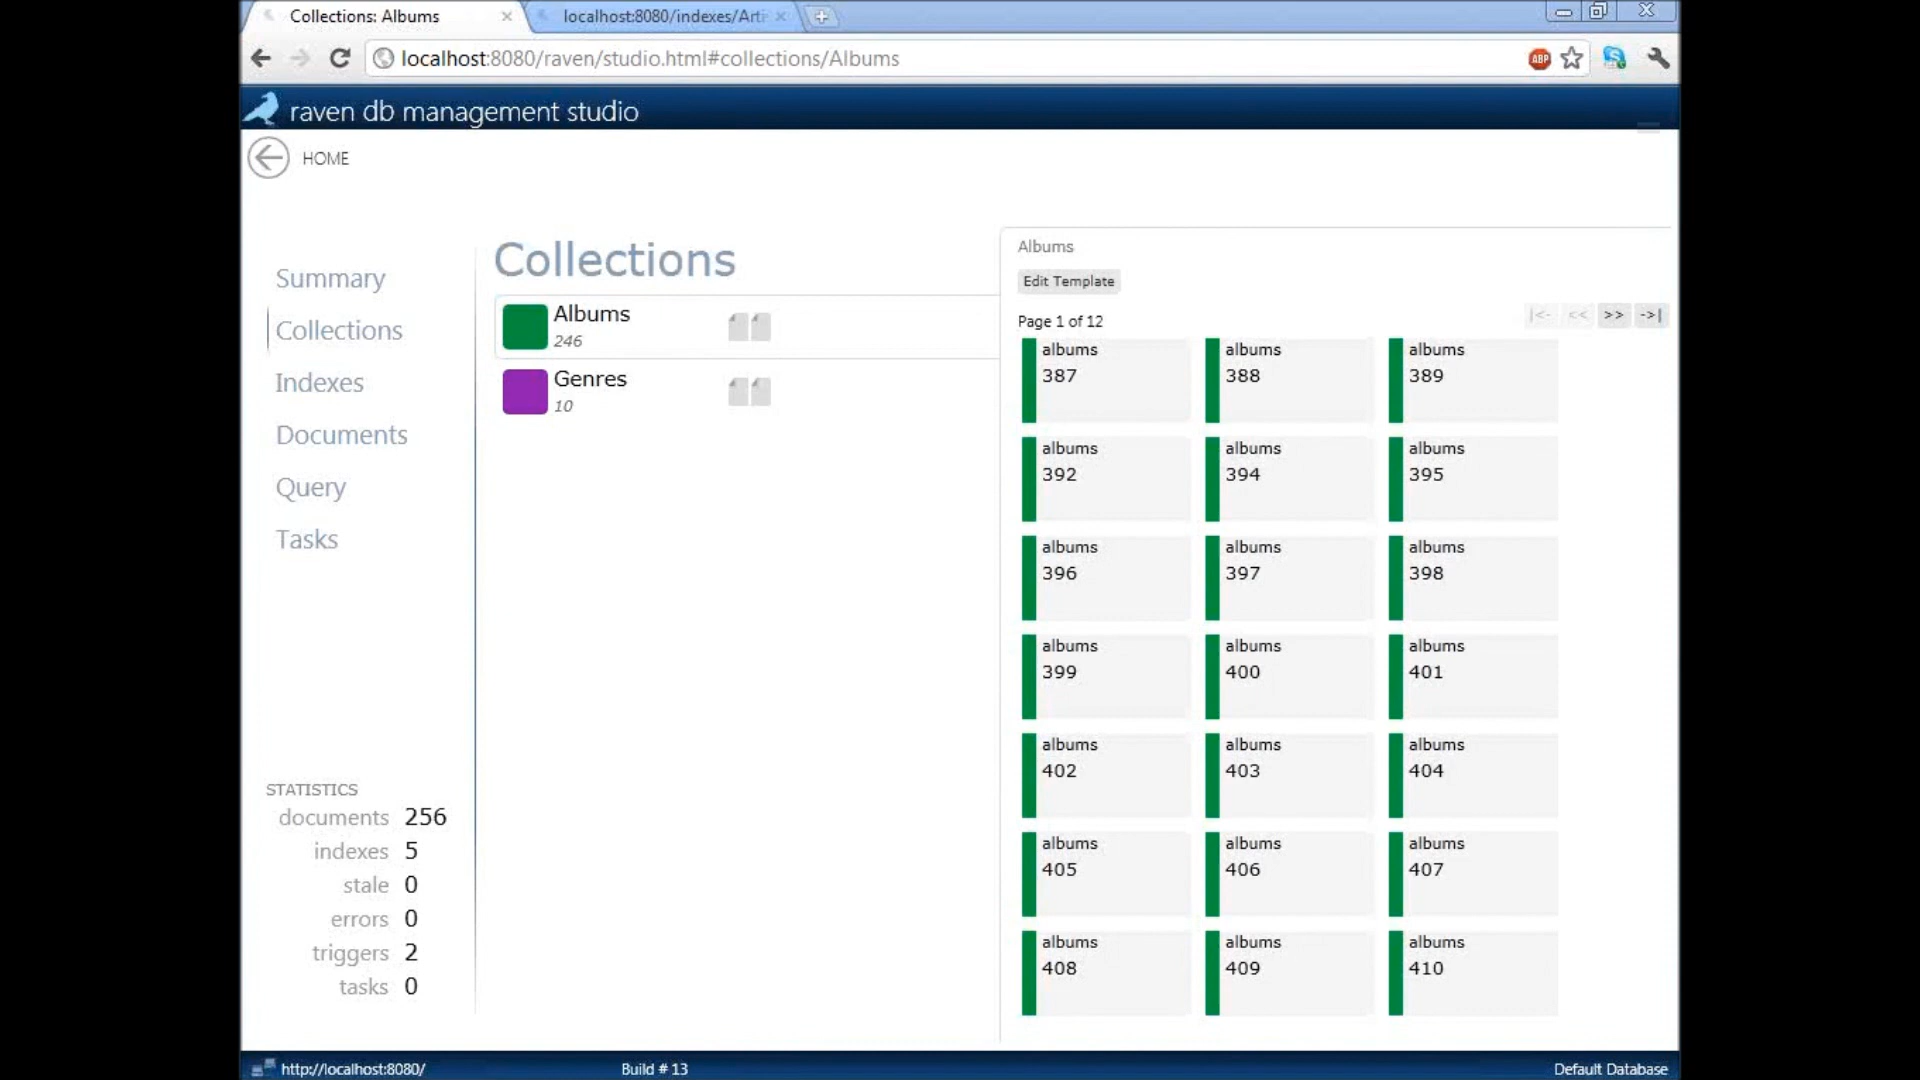 Collections: Albums
localhost:8080/indexes/Arti
localhost:8080/raven/studio.html#collections/Albums
ABP
raven db management studio
HOME
Summary
Collections
Indexes
Documents
Query
Tasks
STATISTICS
documents 256
indexes 5
stale 0
errors 0
triggers 2
tasks 0
Collections
Albums
246
Genres
10
Albums
Edit Template
Page 1 of 12
|<- << >> ->|
albums albums albums
387 388 389
albums albums albums
392 394 395
albums albums albums
396 397 398
albums albums albums
399 400 401
albums albums albums
402 403 404
albums albums albums
405 406 407
albums albums albums
408 409 410
http://localhost:8080/ Build # 13 Default Database